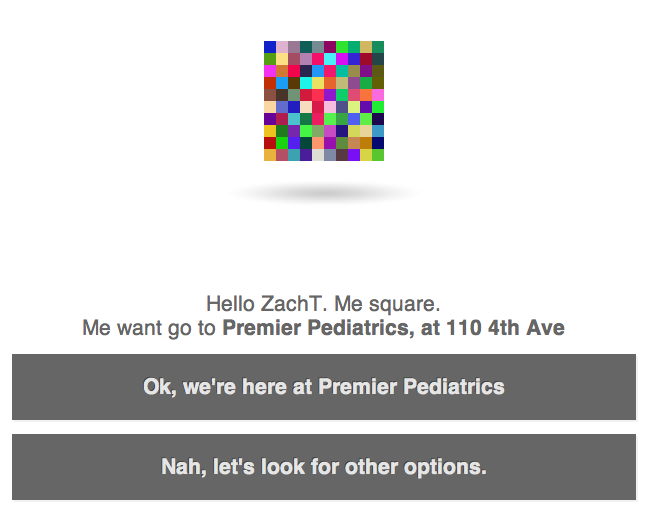 Hello ZachT. Me square.
Me want go to Premier Pediatrics, at 110 4th Ave
Ok, we're here at Premier Pediatrics
Nah, let's look for other options.